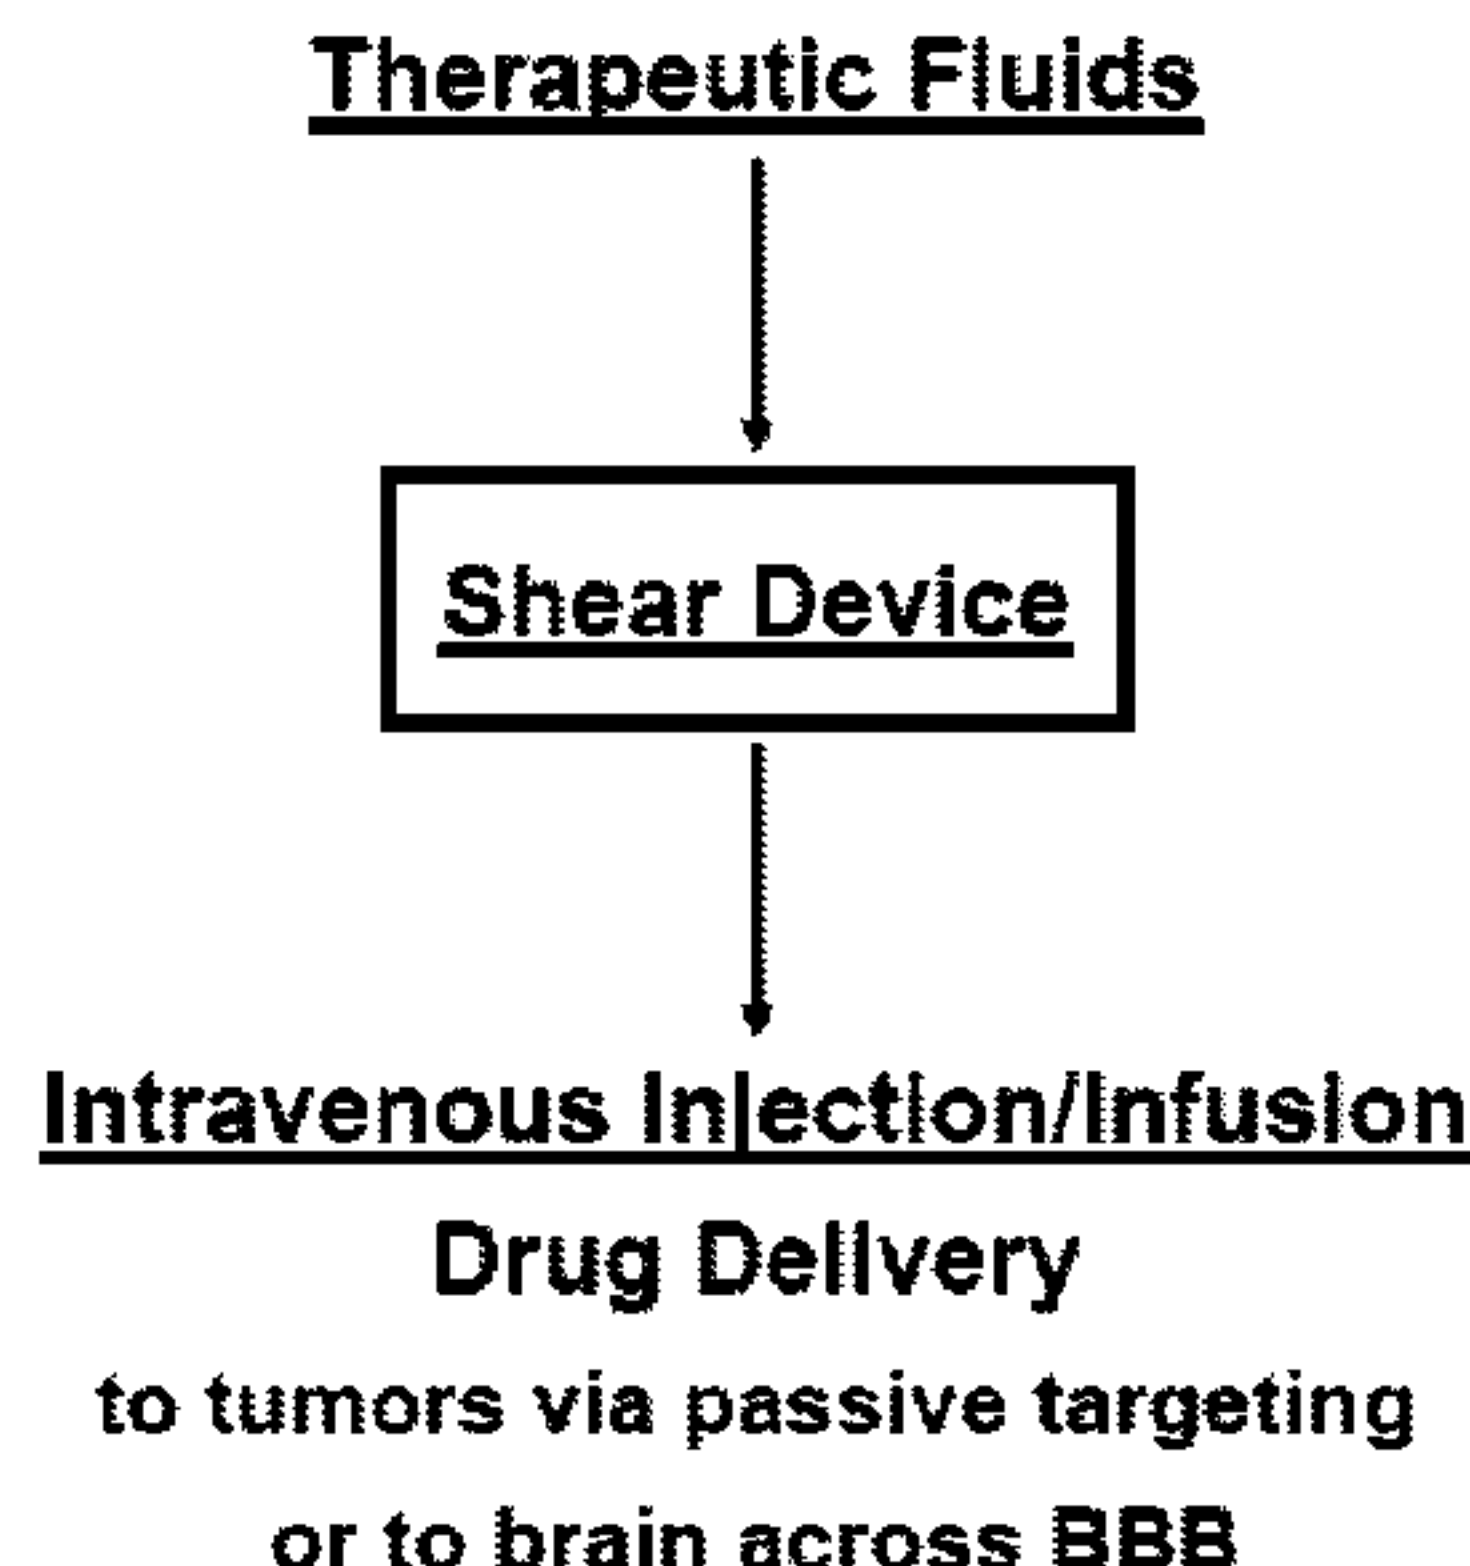 Therapeutic Fluids
Shear Device
Intravenous Injection/Infusion
Drug Delivery
to tumors via passive targeting
or to brain across BBB